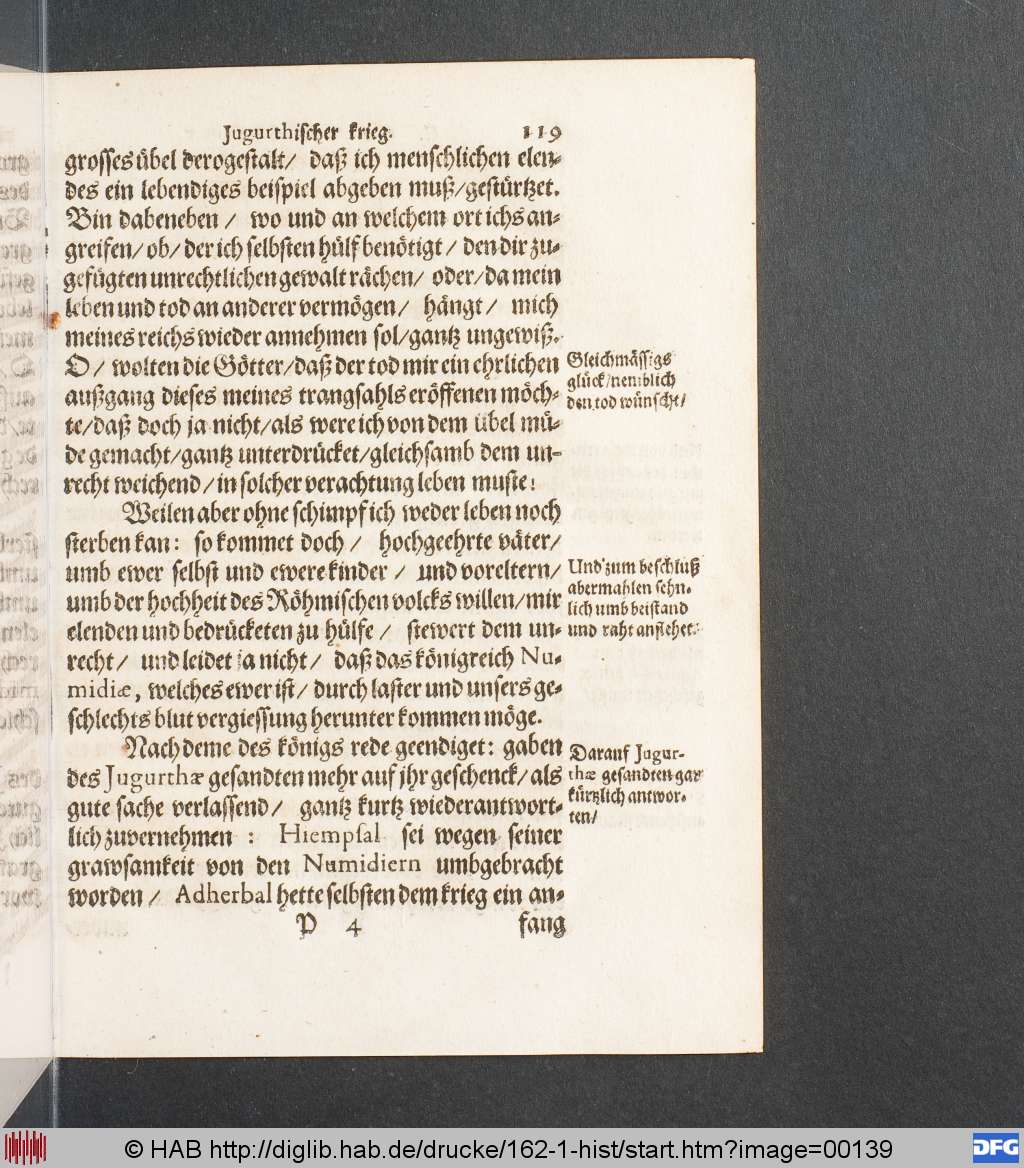 Jugurthischer krieg. 119
grosses übel derogestalt/ daß ich menschlichen elen-
des ein lebendiges beispiel abgeben muß/gestürtzet.
Bin dabeneben / wo und an welchem ort ichs an-
greifen/ ob/ der ich selbsten hülf benötigt / den dir zu-
gefügten unrechtlichen gewalt rächen/ oder/ da mein
leben und tod an anderer vermögen/ hängt/ mich
meines reichs wieder annehmen sol/gantz ungewiß.
O/ wolten die Götter/daß der tod mir ein ehrlichen
außgang dieses meines trangsahls eröffenen möch-
te/daß doch ja nicht/als were ich von dem übel mü-
de gemacht/gantz unterdrücket/gleichsamb dem un-
recht weichend/in solcher verachtung leben muste!
Weilen aber ohne schimpf ich weder leben noch
sterben kan: so kommet doch / hochgeehrte väter/
umb ewer selbst und ewere kinder / und voreltern/
umb der hochheit des Röhmischen volcks willen/mir
elenden und bedrücketen zu hülfe / stewert dem un-
recht/ und leidet ja nicht/ daß das königreich Nu-
midiæ, welches ewer ist/ durch laster und unsers ge-
schlechts blut vergiessung herunter kommen möge.
Nach deme des königs rede geendiget: gaben
des Jugurthæ gesandten mehr auf jhr geschenck/als
gute sache verlassend/ gantz kurtz wiederantwort-
lich zuvernehmen : Hiempsal sei wegen seiner
grawsamkeit von den Numidiern umbgebracht
worden/ Adherbal hette selbsten dem krieg ein an-
P 4 fang
Gleichmässigs
glück/nemblich
den tod wünscht/
Und zum beschluß
abermahlen sehn-
lich umb beistand
und raht anflehet.
Darauf Jugur-
thæ gesandten gar
kürtzlich antwor-
ten/
© HAB http://diglib.hab.de/drucke/162-1-hist/start.htm?image=00139
DFG